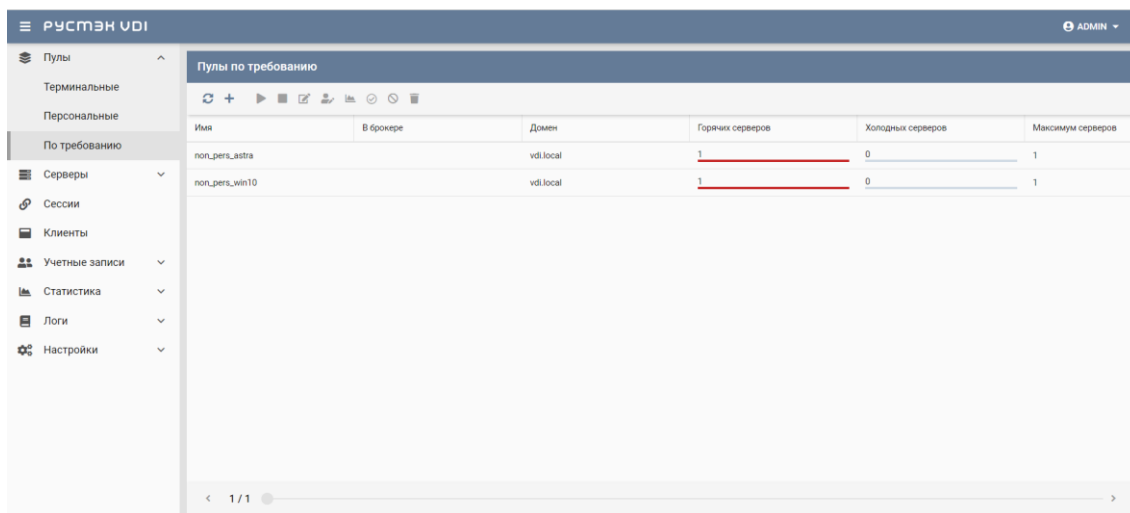 РУСТЭК VDI
ADMIN
Пулы
Терминальные
Персональные
По требованию
Серверы
Сессии
Клиенты
Учетные записи
Статистика
Логи
Настройки
Пулы по требованию
Имя В брокере Домен Горячих серверов Холодных серверов Максимум серверов
non_pers_astra vdi.local 1 0 1
non_pers_win10 vdi.local 1 0 1
1 / 1